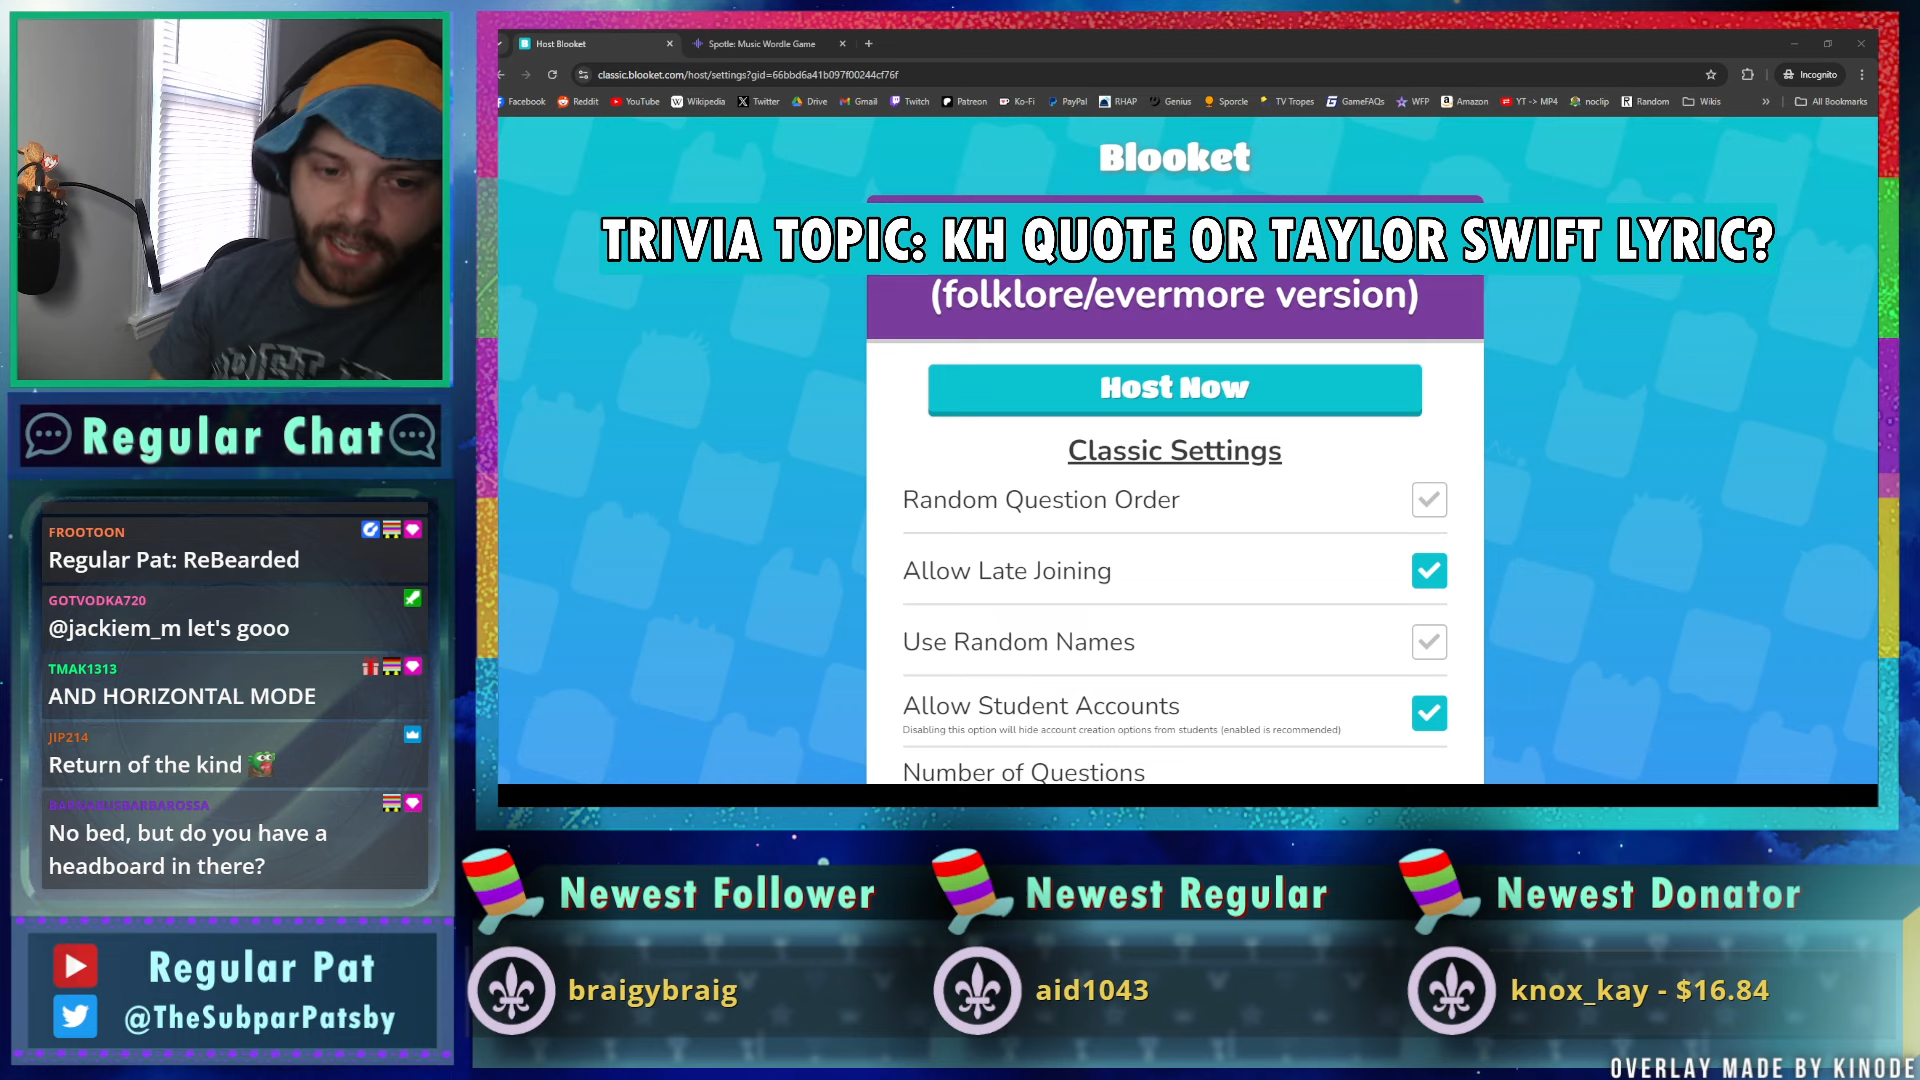 Host Blooket
Spotle: Music Wordle Game
classic.blooket.com/host/settings?gid=66bbd6a41b097f00244cf76f
Incognito
Facebook Reddit YouTube Wikipedia Twitter Drive Gmail Twitch Patreon Ko-Fi PayPal RHAP Genius Sporcle TV Tropes GameFAQs WFP Amazon YT -> MP4 noclip Random Wikis » All Bookmarks
Blooket
TRIVIA TOPIC: KH QUOTE OR TAYLOR SWIFT LYRIC?
(folklore/evermore version)
Host Now
Classic Settings
Random Question Order
Allow Late Joining
Use Random Names
Allow Student Accounts
Disabling this option will hide account creation options from students (enabled is recommended)
Number of Questions
Regular Chat
FROOTOON
Regular Pat: ReBearded
GOTVODKA720
@jackiem_m let's gooo
TMAK1313
AND HORIZONTAL MODE
JIP214
Return of the kind
BARNABUSBARBAROSSA
No bed, but do you have a
headboard in there?
Regular Pat
@TheSubparPatsby
Newest Follower
braigybraig
Newest Regular
aid1043
Newest Donator
knox_kay - $16.84
OVERLAY MADE BY KINODE